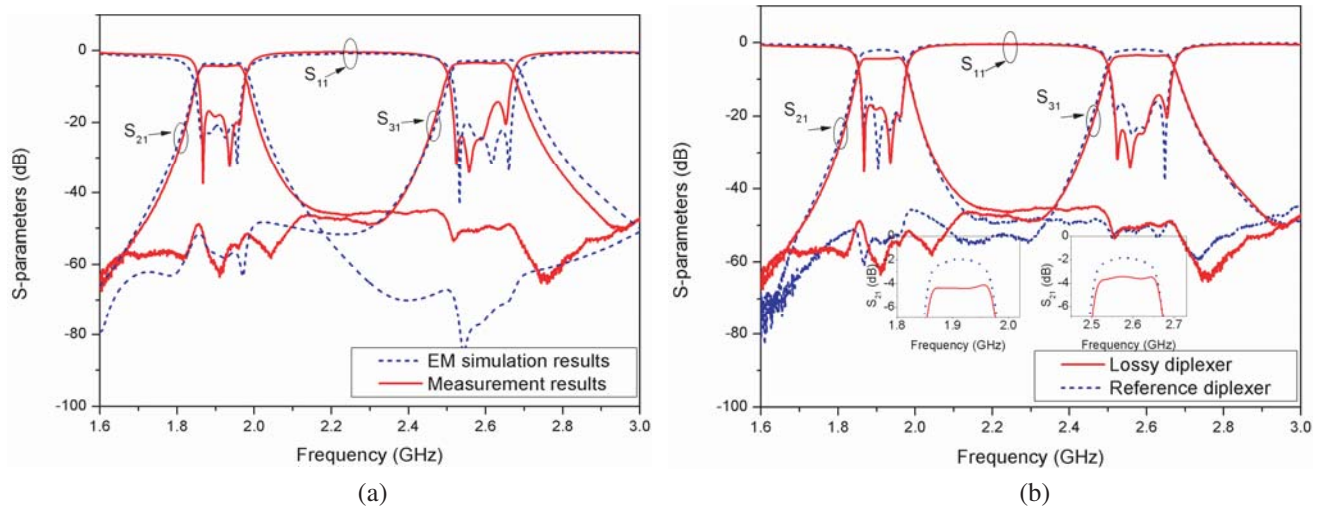 0
-20
-40
-60
-80
-100
S-parameters (dB)
S11
S21
S31
EM simulation results
Measurement results
1.6 1.8 2.0 2.2 2.4 2.6 2.8 3.0
Frequency (GHz)
(a)
0
-20
-40
-60
-80
-100
S-parameters (dB)
S11
S21
S31
0
-2
-4
-6
S21 (dB)
1.8 1.9 2.0
Frequency (GHz)
0
-2
-4
-6
S21 (dB)
2.5 2.6 2.7
Frequency (GHz)
Lossy diplexer
Reference diplexer
1.6 1.8 2.0 2.2 2.4 2.6 2.8 3.0
Frequency (GHz)
(b)